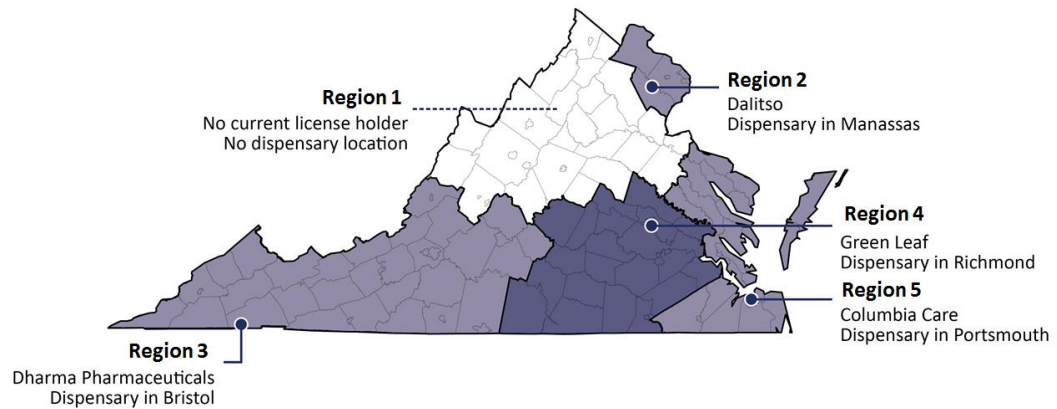 Region 2
Dalitso
Dispensary in Manassas
Region 1
No current license holder
No dispensary location
Region 4
Green Leaf
Dispensary in Richmond
Region 5
Columbia Care
Dispensary in Portsmouth
Region 3
Dharma Pharmaceuticals
Dispensary in Bristol